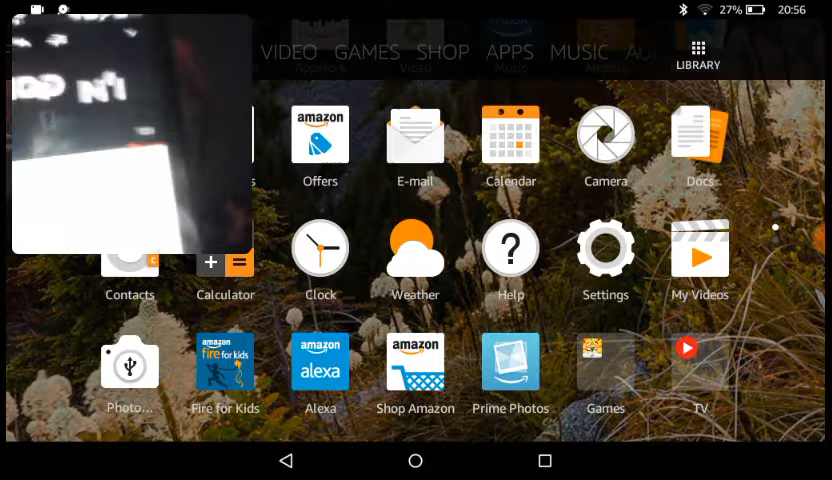 27% 20:56
VIDEO GAMES SHOP APPS MUSIC
LIBRARY
amazon
Offers E-mail Calendar Camera Docs
Contacts Calculator Clock Weather Help Settings My Videos
amazon
fire for kids
amazon
alexa
amazon
Photo... Fire for Kids Alexa Shop Amazon Prime Photos Games TV